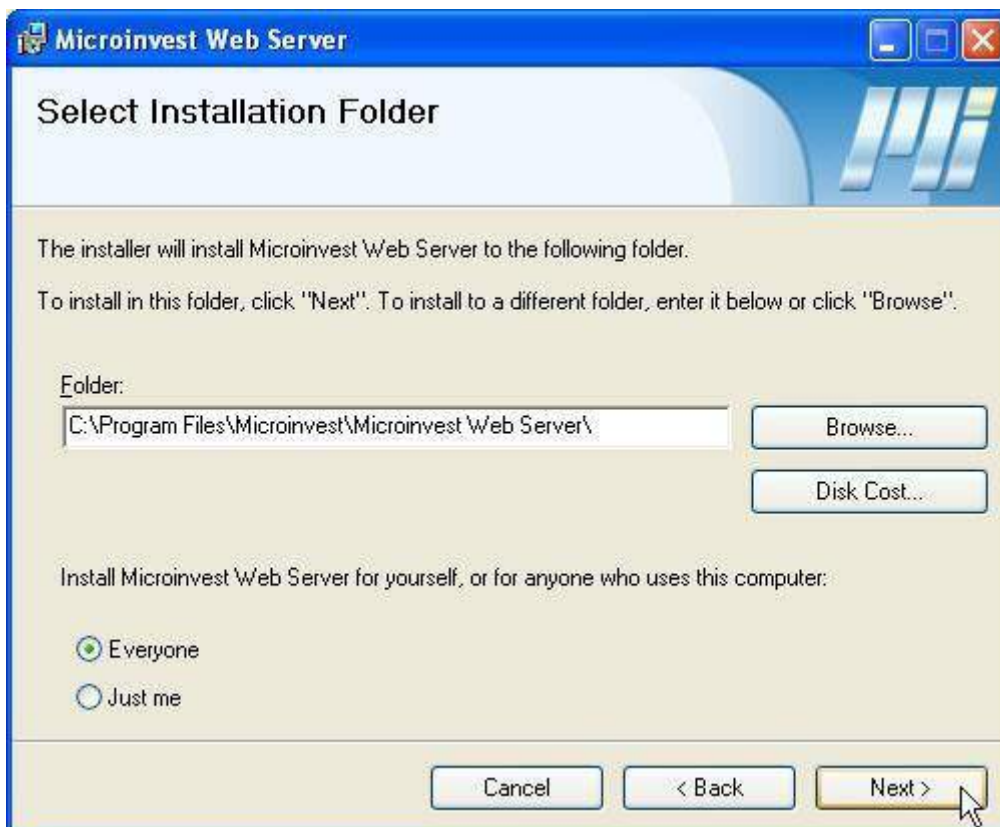 Microinvest Web Server
Select Installation Folder
Mi
The installer will install Microinvest Web Server to the following folder.
To install in this folder, click "Next". To install to a different folder, enter it below or click "Browse".
Folder:
C:\Program Files\Microinvest\Microinvest Web Server\
Browse...
Disk Cost...
Install Microinvest Web Server for yourself, or for anyone who uses this computer:
Everyone
Just me
Cancel
< Back
Next >